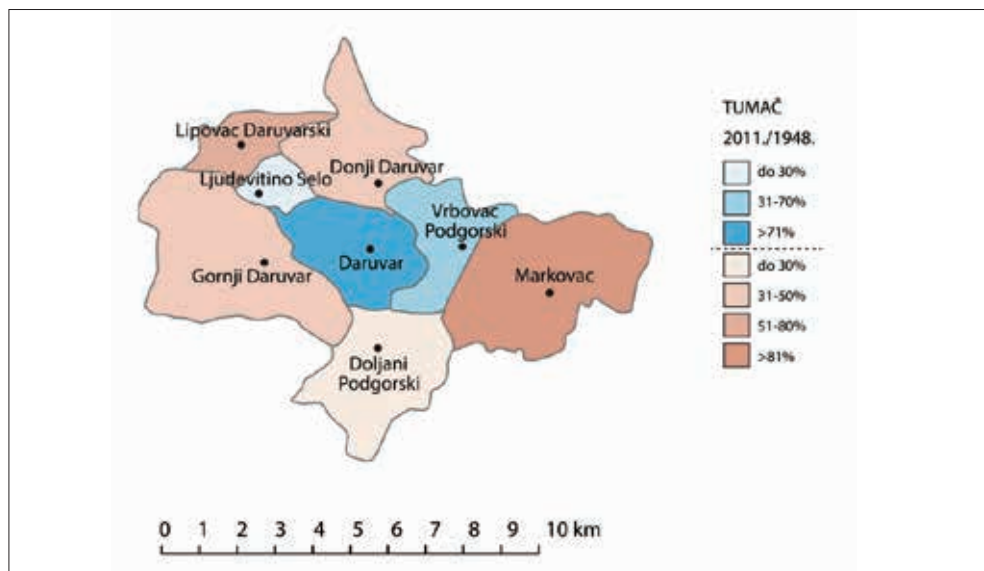 Lipovac Daruvarski
Ljudevitino Selo
Donji Daruvar
Vrbovac
Podgorski
Daruvar
Gornji Daruvar
Markovac
Doljani
Podgorski
TUMAČ
2011./1948.
do 30%
31-70%
>71%
do 30%
31-50%
51-80%
>81%
0 1 2 3 4 5 6 7 8 9 10 km